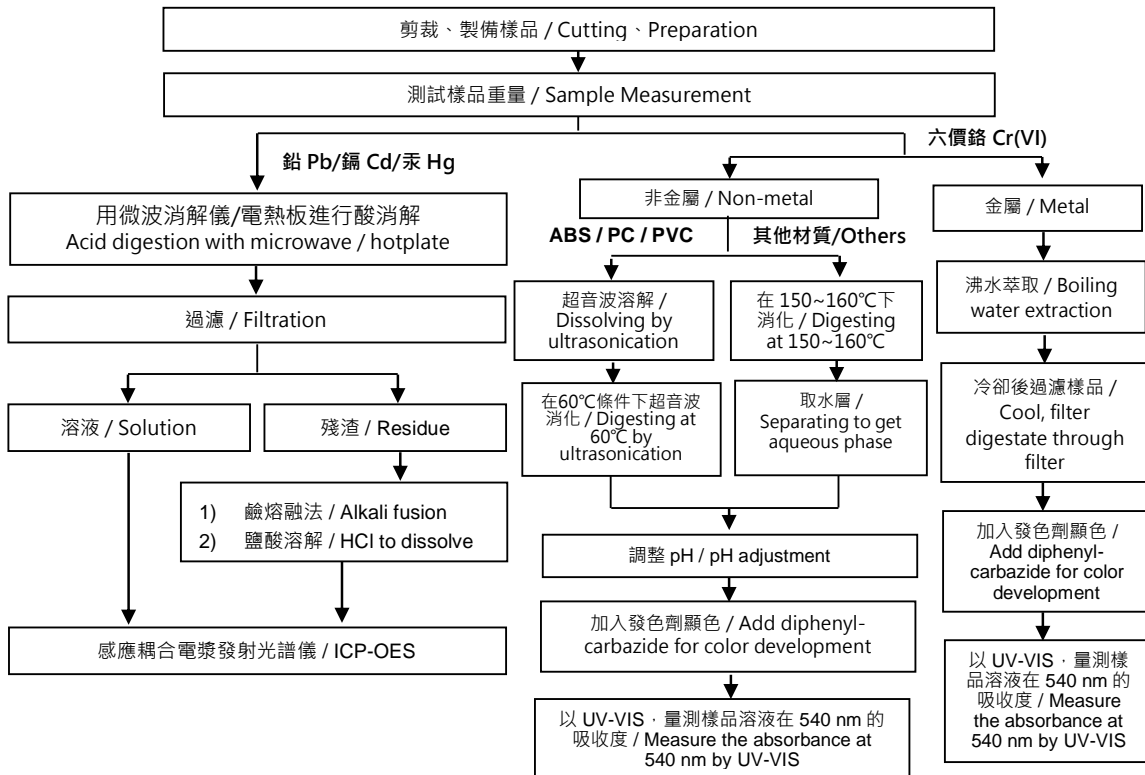 剪裁、製備樣品 / Cutting、Preparation
測試樣品重量 / Sample Measurement
六價鉻 Cr(VI)
鉛 Pb/鎘 Cd/汞 Hg
用微波消解儀/電熱板進行酸消解
Acid digestion with microwave / hotplate
過濾 / Filtration
溶液 / Solution
殘渣 / Residue
1) 鹼熔融法 / Alkali fusion
2) 鹽酸溶解 / HCl to dissolve
感應耦合電漿發射光譜儀 / ICP-OES
非金屬 / Non-metal
ABS / PC / PVC
其他材質/Others
超音波溶解 /
Dissolving by
ultrasonication
在60℃條件下超音波
消化 / Digesting at
60℃ by
ultrasonication
在 150~160℃下
消化 / Digesting
at 150~160℃
取水層 /
Separating to get
aqueous phase
調整 pH / pH adjustment
加入發色劑顯色 / Add diphenyl-
carbazide for color development
以 UV-VIS，量測樣品溶液在 540 nm 的
吸收度 / Measure the absorbance at
540 nm by UV-VIS
金屬 / Metal
沸水萃取 / Boiling
water extraction
冷卻後過濾樣品 /
Cool, filter
digestate through
filter
加入發色劑顯色 /
Add diphenyl-
carbazide for color
development
以 UV-VIS，量測樣
品溶液在 540 nm 的
吸收度 / Measure
the absorbance at
540 nm by UV-VIS